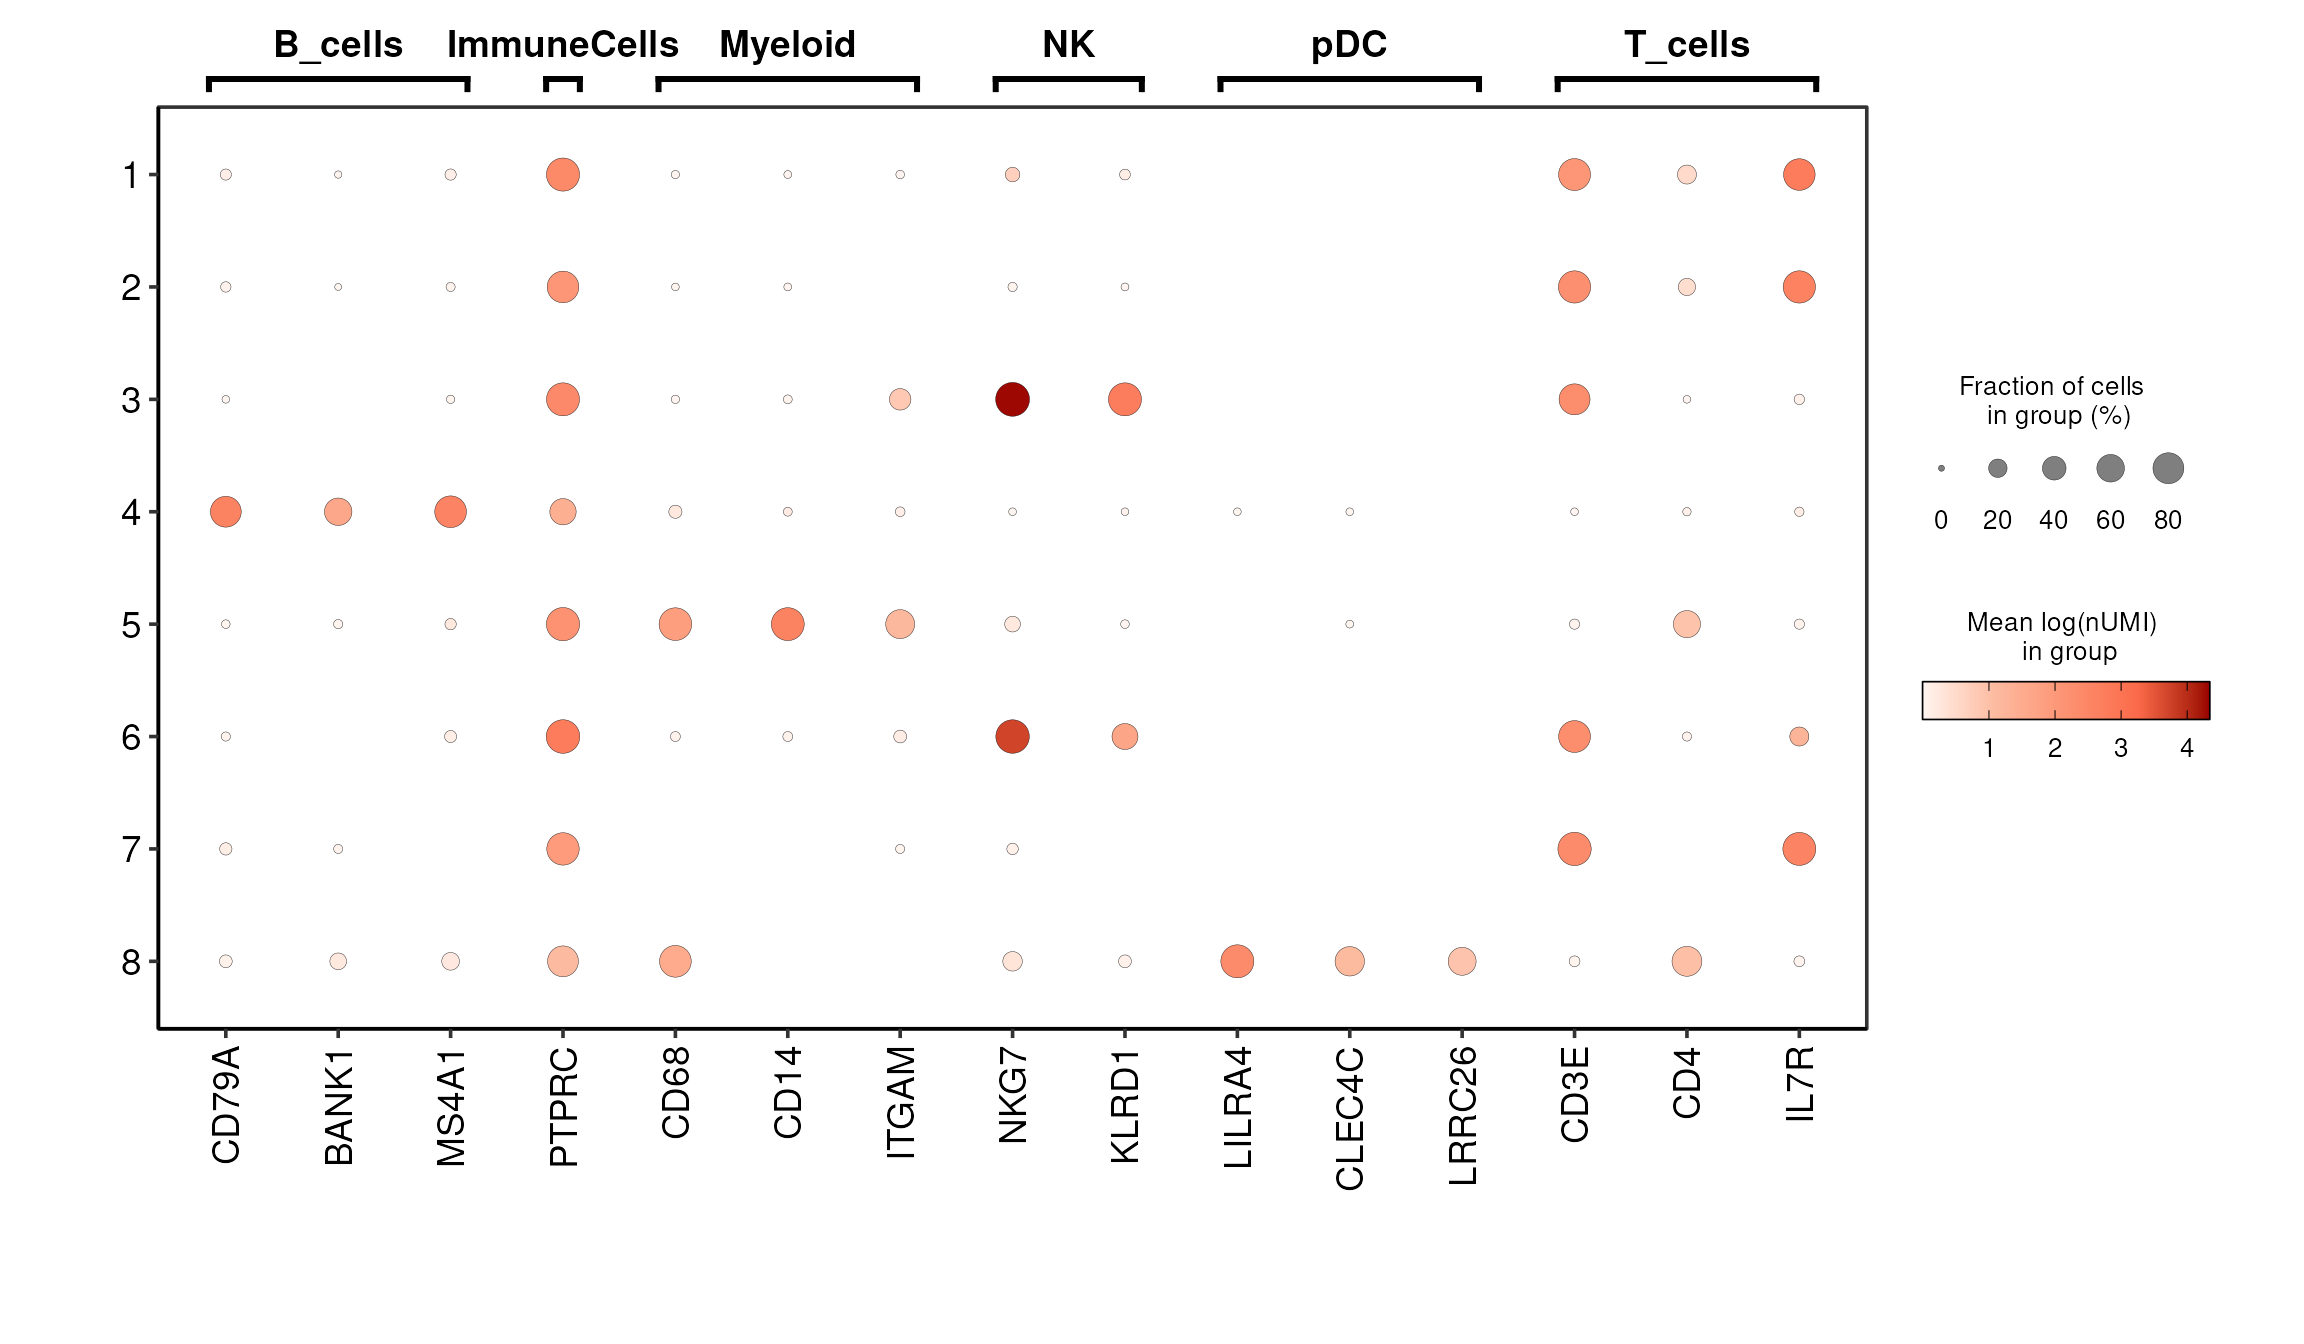 B_cells ImmuneCells Myeloid NK pDC T_cells
1
2
3
4
5
6
7
8
CD79A BANK1 MS4A1 PTPRC CD68 CD14 ITGAM NKG7 KLRD1 LILRA4 CLEC4C LRRC26 CD3E CD4 IL7R
Fraction of cells
in group (%)
0 20 40 60 80
Mean log(nUMI)
in group
1 2 3 4